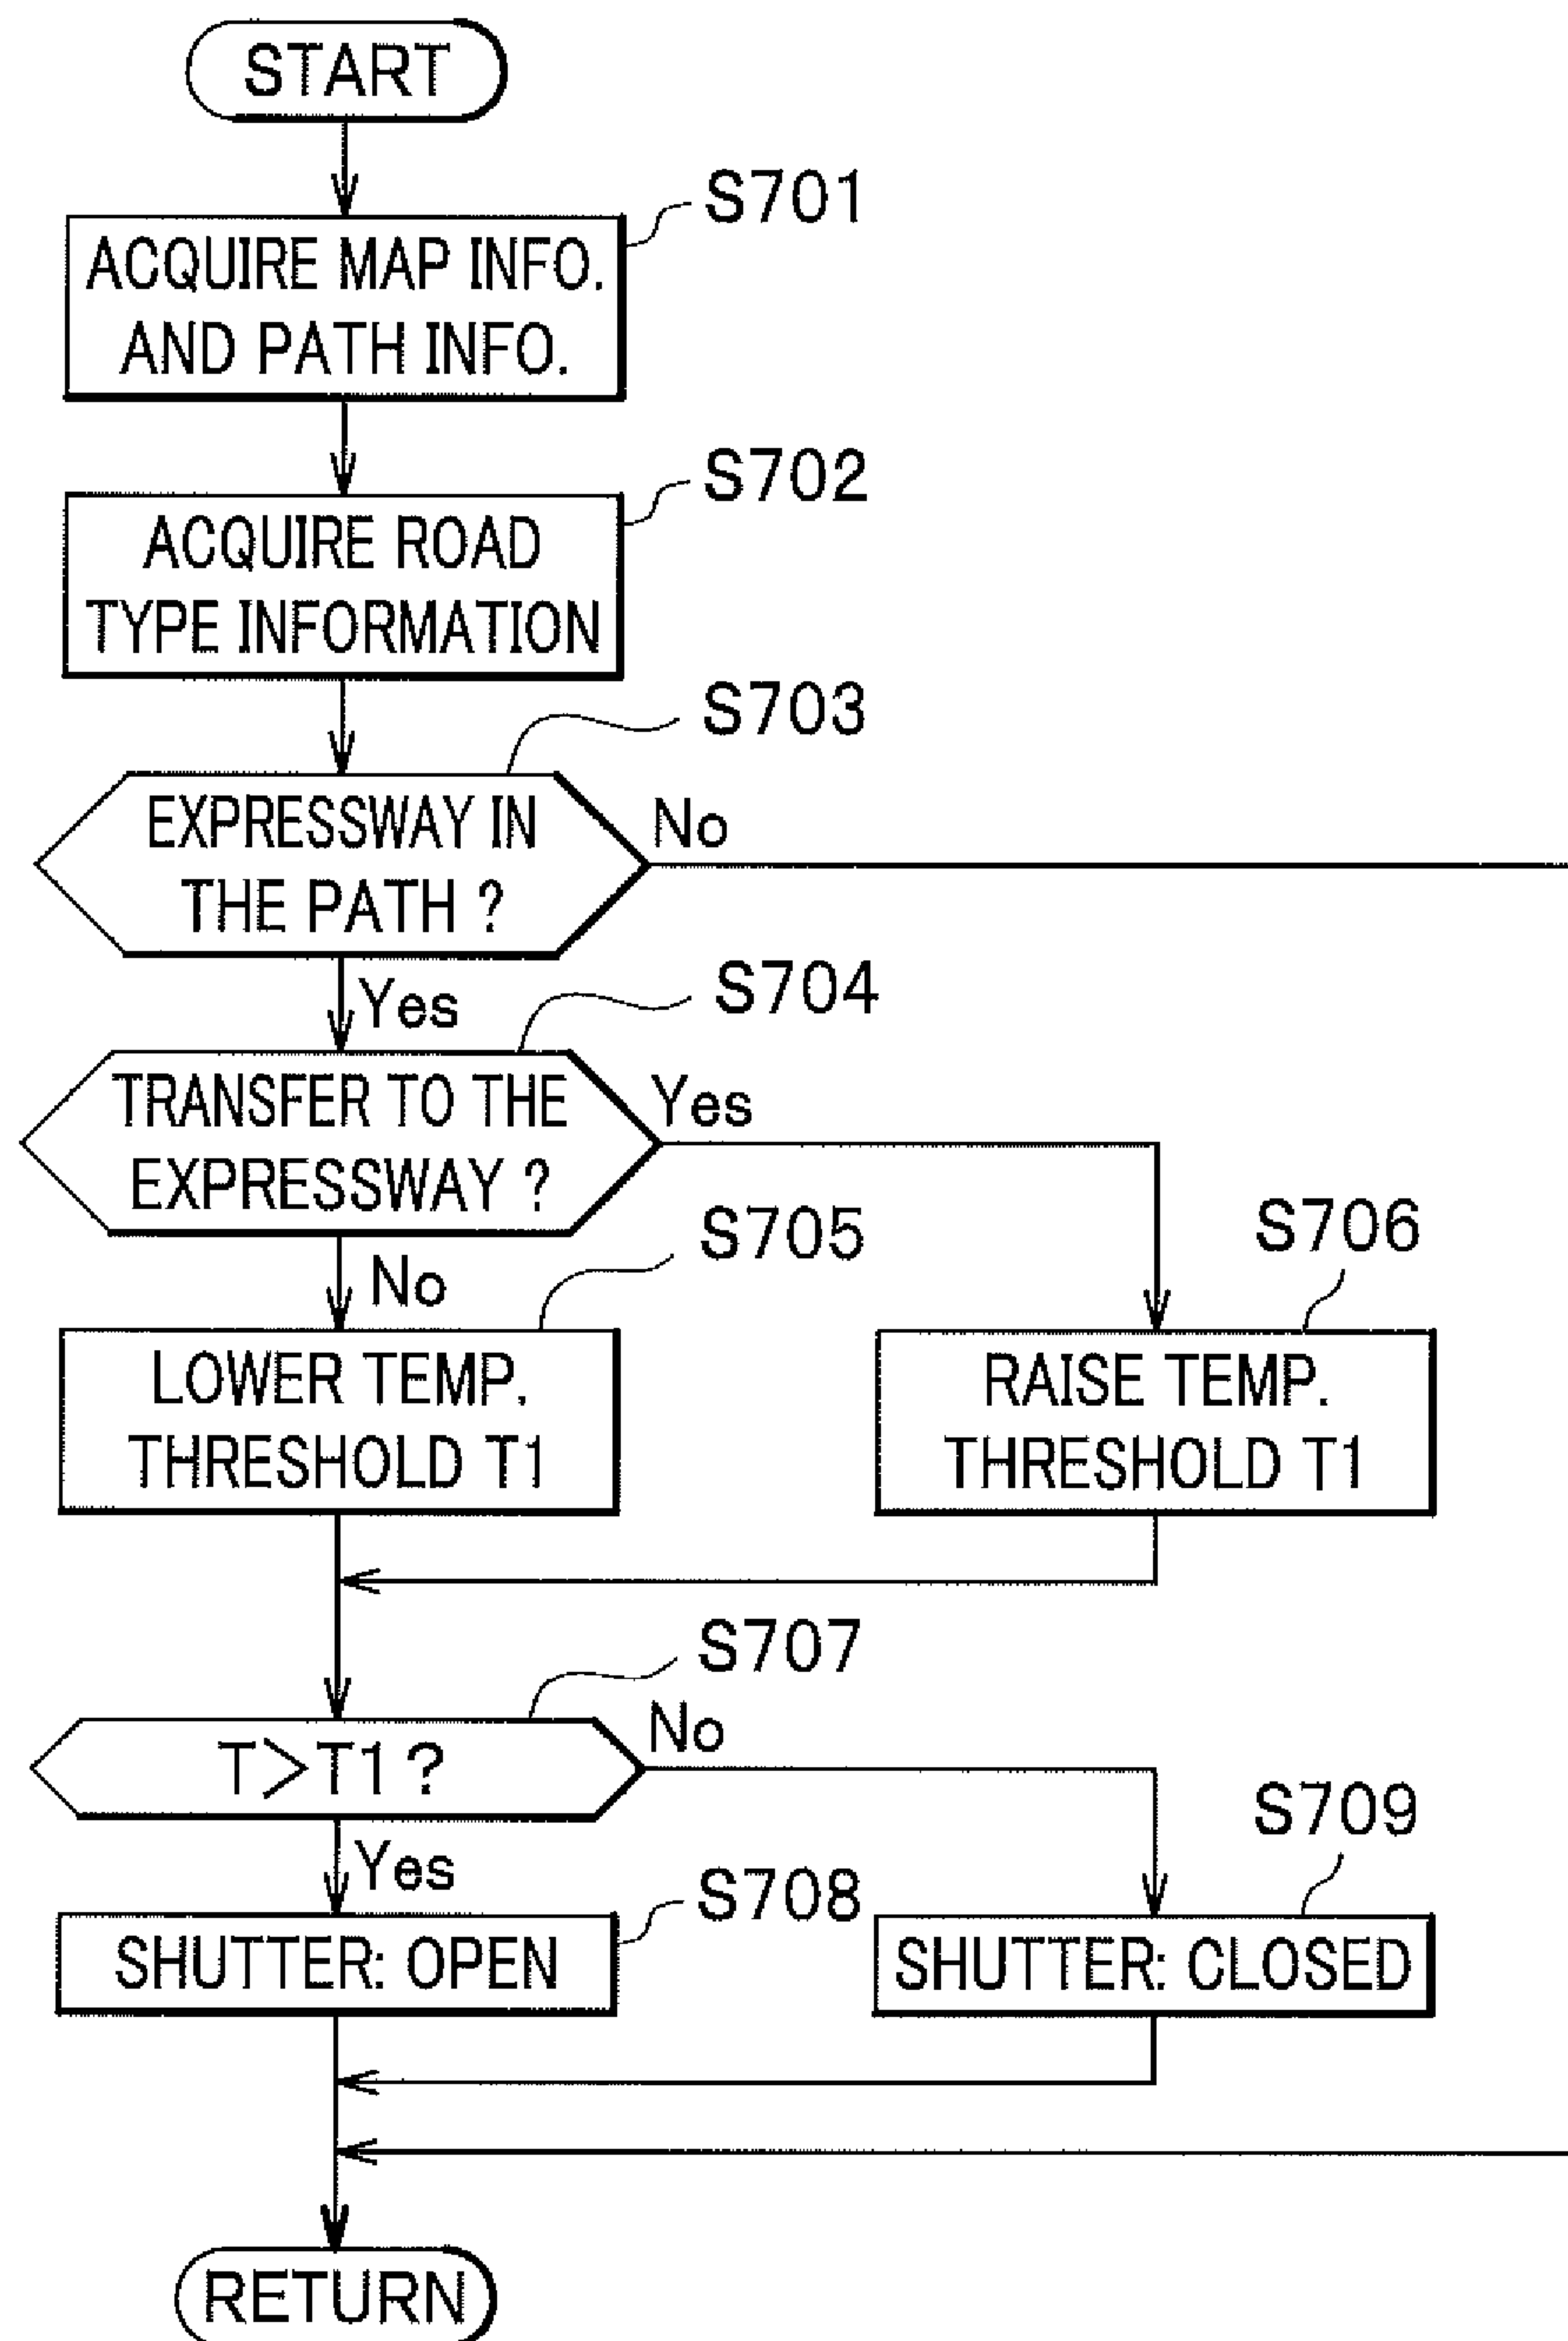 START
S701
ACQUIRE MAP INFO.
AND PATH INFO.
S702
ACQUIRE ROAD
TYPE INFORMATION
S703
EXPRESSWAY IN
THE PATH ?
No
Yes
S704
TRANSFER TO THE
EXPRESSWAY ?
Yes
No
S705
LOWER TEMP.
THRESHOLD T1
S706
RAISE TEMP.
THRESHOLD T1
S707
T>T1 ?
No
Yes
S708
SHUTTER: OPEN
S709
SHUTTER: CLOSED
RETURN